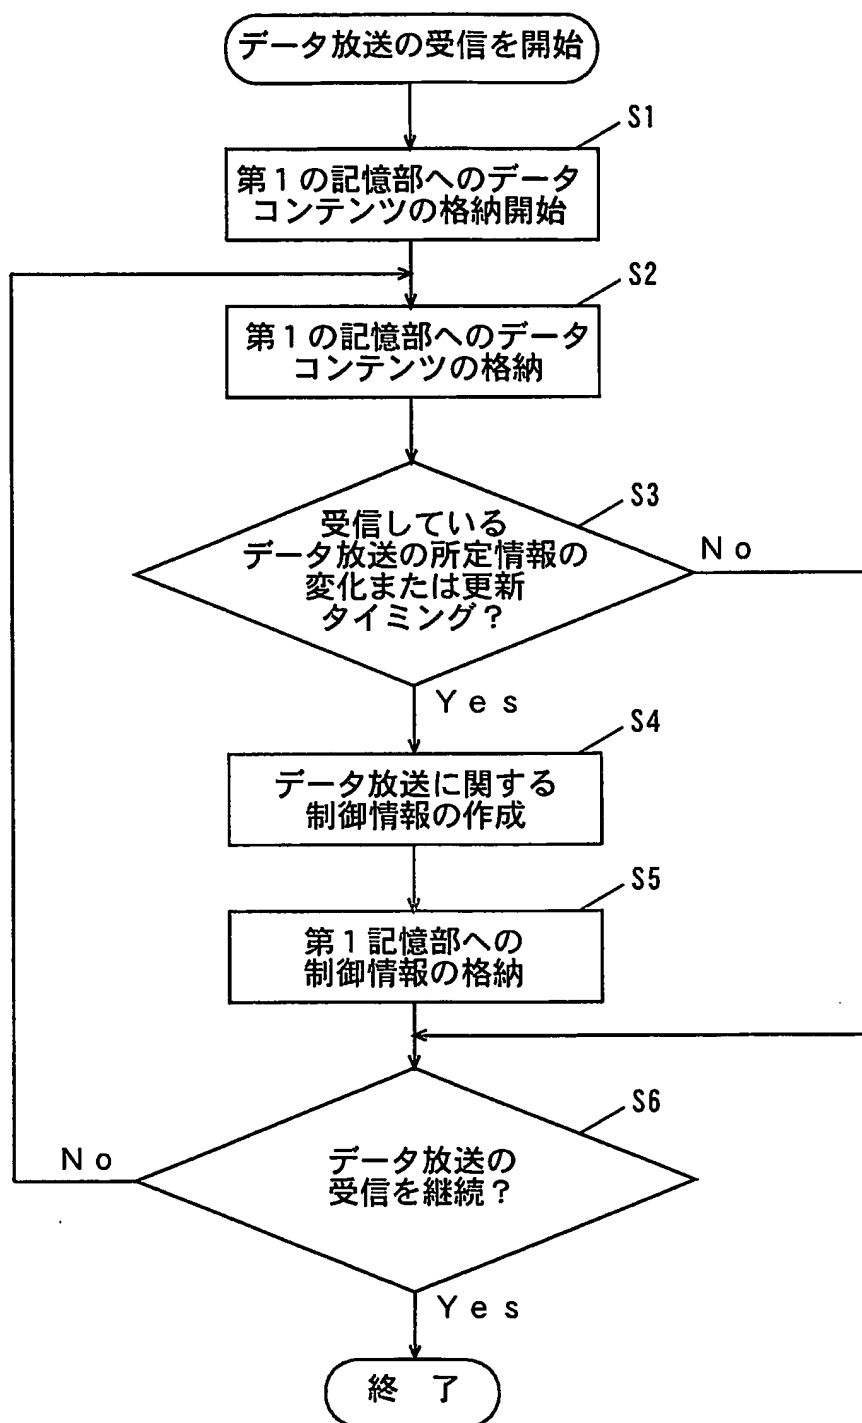 データ放送の受信を開始
S1
第1の記憶部へのデータ
コンテンツの格納開始
S2
第1の記憶部へのデータ
コンテンツの格納
S3
受信している
データ放送の所定情報の
変化または更新
タイミング？
No
Yes
S4
データ放送に関する
制御情報の作成
S5
第1記憶部への
制御情報の格納
S6
データ放送の
受信を継続？
No
Yes
終 了